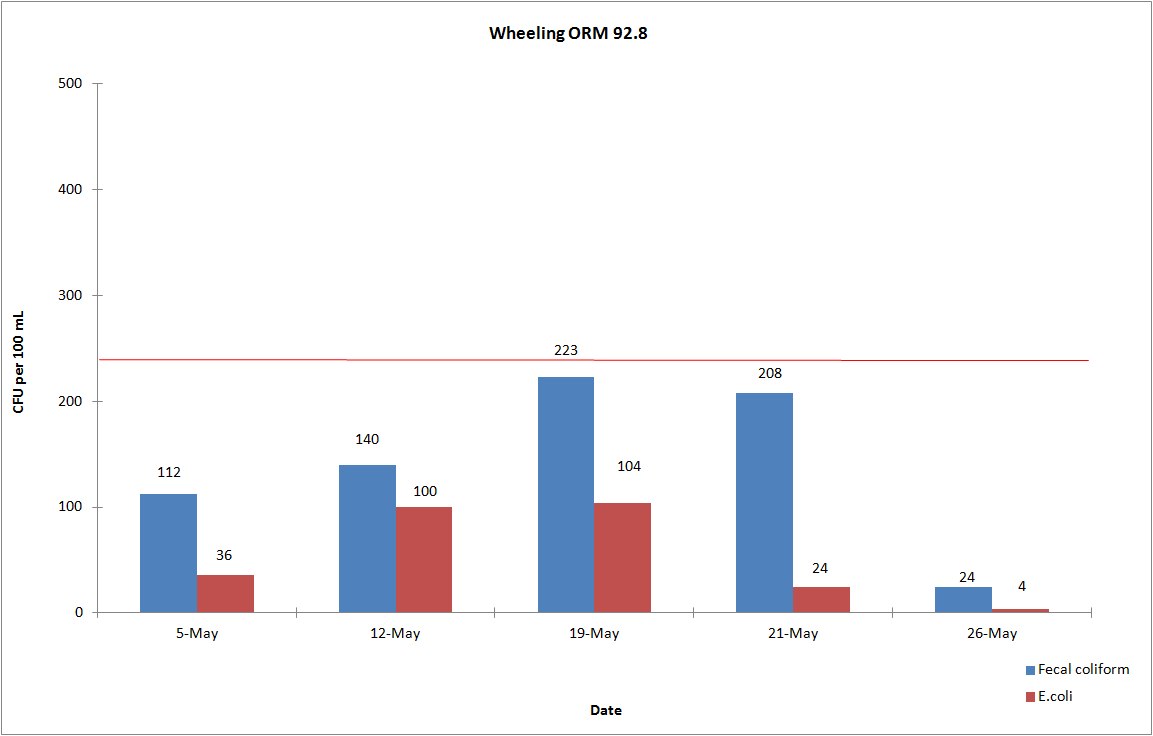 Wheeling ORM 92.8
500
400
300
200
100
0
CFU per 100 mL
112
36
140
100
223
104
208
24
24
4
5-May
12-May
19-May
21-May
26-May
Date
Fecal coliform
E.coli